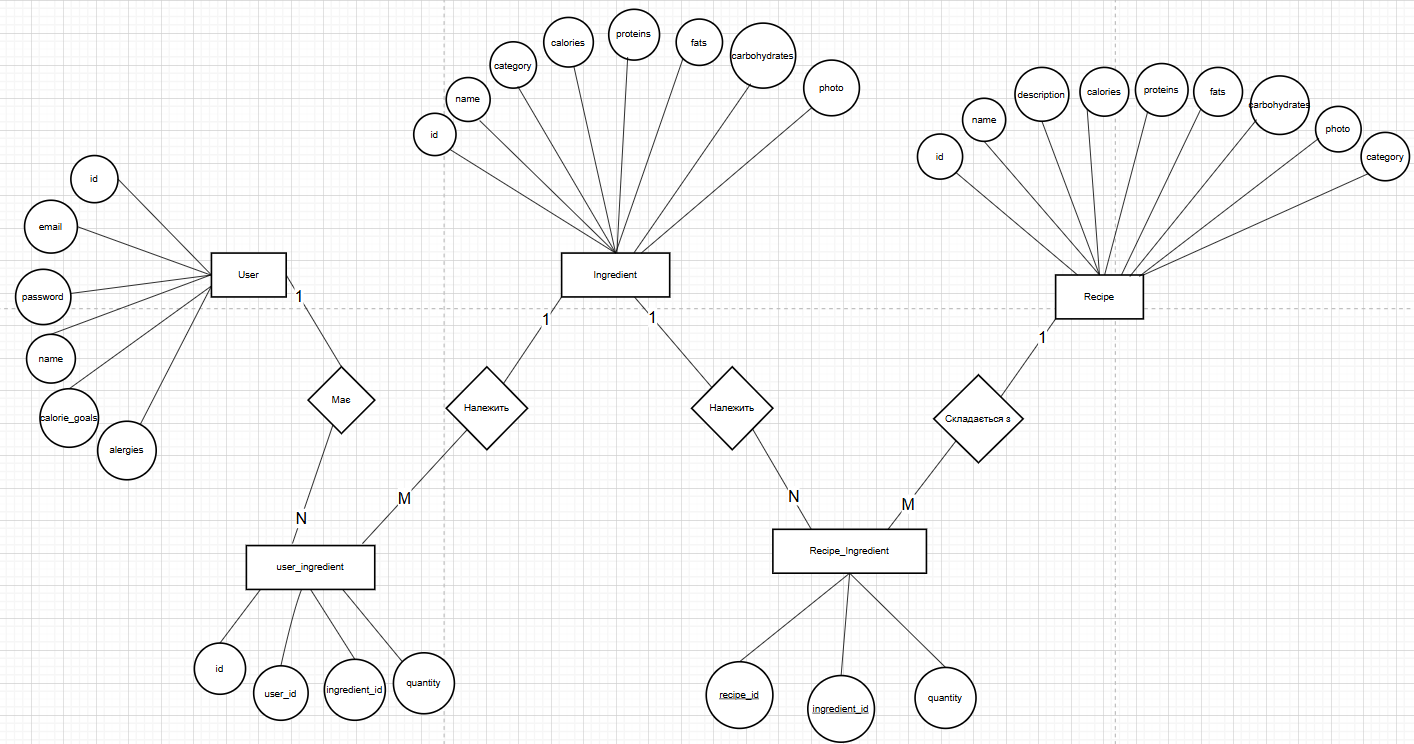 proteins
calories
fats
carbohydrates
category
photo
name
id
proteins
calories
fats
description
carbohydrates
name
photo
id
category
id
email
password
name
calorie_goals
alergies
User
Ingredient
Recipe
1
1
1
1
Має
Належить
Належить
Складається з
N
M
N
M
user_ingredient
Recipe_Ingredient
id
user_id
ingredient_id
quantity
recipe_id
ingredient_id
quantity